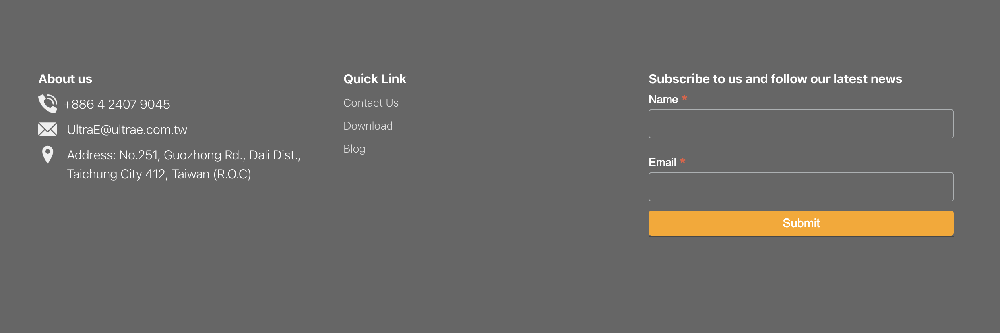 About us
+886 4 2407 9045
UltraE@ultrae.com.tw
Address: No.251, Guozhong Rd., Dali Dist.,
Taichung City 412, Taiwan (R.O.C)
Quick Link
Contact Us
Download
Blog
Subscribe to us and follow our latest news
Name *
Email *
Submit